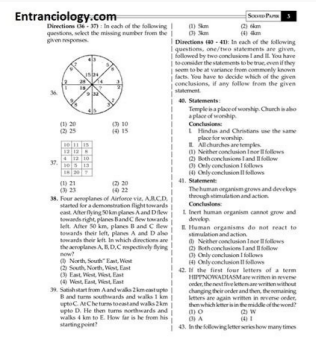 Entranciology.com
SOLVED PAPER 3
Directions (36 - 37) : In each of the following
questions, select the missing number from the
given responses.
36.
(1) 20 (3) 10
(2) 25 (4) 15
37.
10 11 15
12 12 6
4 12 10
10 5 13
18 20 ?
(1) 21 (2) 20
(3) 23 (4) 22
38. Four aeroplanes of Airforce viz, A,B,C,D,
started for a demonstration flight towards
east. After flying 50 km planes A and D flew
towards right, planes B and C flew towards
left. After 50 km, planes B and C flew
towards their left, planes A and D also
towards their left. In which directions are
the aeroplanes A, B, D, C respectively flying
now?
(1) North, South" East, West
(2) South, North, West, East
(3) East, West, West, East
(4) West, East, West, East
39. Satish start from A and walks 2 km east upto
B and turns southwards and walks 1 km
upto C. At C he turns to east and walks 2 km
upto D. He then turns northwards and
walks 4 km to E. How far is he from his
starting point?
(1) 5km (2) 6km
(3) 3km (4) 4km
Directions (40 - 41): In each of the following
questions, one/two statements are given,
followed by two conclusions I and II. You have
to consider the statements to be true, even if they
seem to be at variance from commonly known
facts. You have to decide which of the given
conclusions, if any follow from the given
statement.
40. Statements:
Temple is a place of worship. Church is also
a place of worship.
Conclusions:
I. Hindus and Christians use the same
place for worship.
II. All churches are temples.
(1) Neither conclusion I nor II follows
(2) Both conclusions I and II follow
(3) Only conclusion I follows
(4) Only conclusion II follows
41. Statement:
The human organism grows and develops
through stimulation and action.
Conclusions:
I. Inert human organism cannot grow and
develop.
II. Human organisms do not react to
stimulation and action.
(1) Neither conclusion I nor II follows
(2) Both conclusions I and II follow
(3) Only conclusion I follows
(4) Only conclusion II follows
42. If the first four letters of a term
HIPPNOWADIASM are written in reverse
order, the next five letters are written without
changing their order and then, the remaining
letters are again written in reverse order,
then which letter is in the middle of the word?
(1) O (2) W
(3) A (4) I
43. In the following letter series how many times